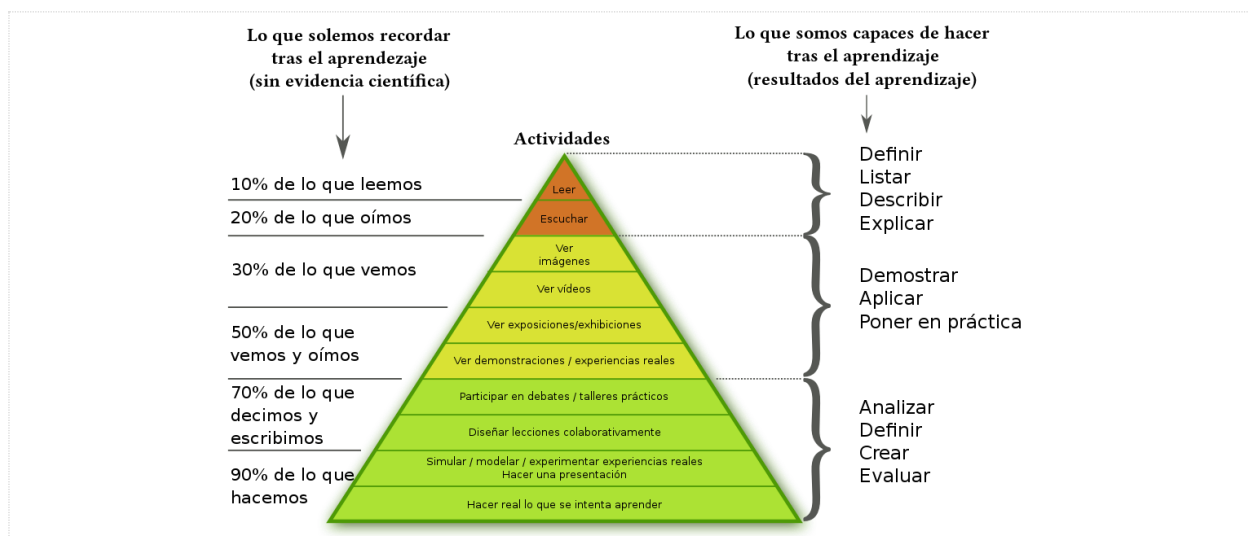 Lo que solemos recordar
tras el aprendezaje
(sin evidencia científica)
Lo que somos capaces de hacer
tras el aprendizaje
(resultados del aprendizaje)
Actividades
10% de lo que leemos
20% de lo que oímos
30% de lo que vemos
50% de lo que
vemos y oímos
70% de lo que
decimos y
escribimos
90% de lo que
hacemos
Leer
Escuchar
Ver
imágenes
Ver vídeos
Ver exposiciones/exhibiciones
Ver demonstraciones / experiencias reales
Participar en debates / talleres prácticos
Diseñar lecciones colaborativamente
Simular / modelar / experimentar experiencias reales
Hacer una presentación
Hacer real lo que se intenta aprender
Definir
Listar
Describir
Explicar
Demostrar
Aplicar
Poner en práctica
Analizar
Definir
Crear
Evaluar